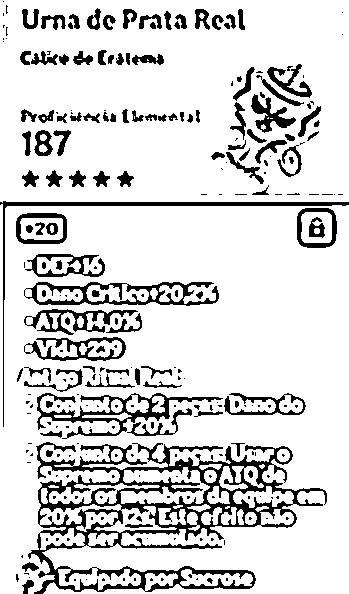 Urna de Prata Real
Cálice de Eratema
Proficiência Elemental
187
+20
DEF+16
Dano Crítico+20,2%
ATQ+14,0%
Vida+239
Antigo Ritual Real:
Conjunto de 2 peças: Dano do
Supremo +20%
Conjunto de 4 peças: Usar o
Supremo aumenta o ATQ de
todos os membros da equipe em
20% por 12s. Este efeito não
pode ser acumulado.
Equipado por Sucrose